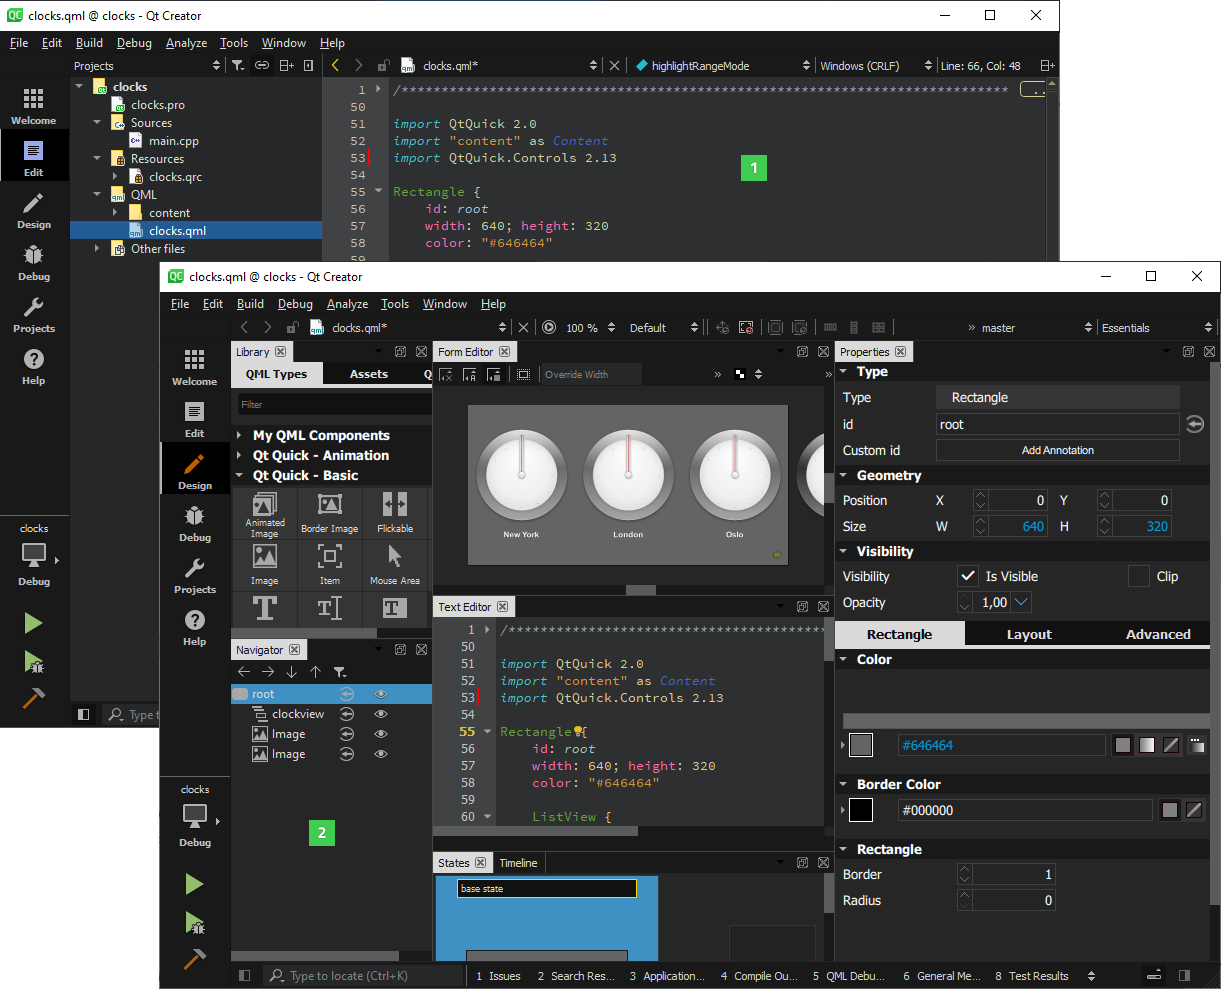 clocks.qml @ clocks - Qt Creator
File Edit Build Debug Analyze Tools Window Help
Projects
clocks.qml*
highlightRangeMode
Windows (CRLF)
Line: 66, Col: 48
Welcome
Edit
Design
Debug
Projects
Help
clocks
Debug
clocks
clocks.pro
Sources
main.cpp
Resources
clocks.qrc
QML
content
clocks.qml
Other files
1 /****************************************************************************
50
51 import QtQuick 2.0
52 import "content" as Content
53 import QtQuick.Controls 2.13
54
55 Rectangle {
56 id: root
57 width: 640; height: 320
58 color: "#646464"
59
1
Type t
clocks.qml @ clocks - Qt Creator
File Edit Build Debug Analyze Tools Window Help
clocks.qml*
100 %
Default
» master
Essentials
Welcome
Edit
Design
Debug
Projects
Help
clocks
Debug
Library
QML Types Assets Q
Filter
My QML Components
Qt Quick - Animation
Qt Quick - Basic
Animated Image
Border Image
Flickable
Image
Item
Mouse Area
Navigator
root
clockview
Image
Image
2
Form Editor
Override Width
» »
New York
London
Oslo
Text Editor
1 /****************************************
50
51 import QtQuick 2.0
52 import "content" as Content
53 import QtQuick.Controls 2.13
54
55 Rectangle {
56 id: root
57 width: 640; height: 320
58 color: "#646464"
59
60 ListView {
States
Timeline
base state
Properties
Type
Type Rectangle
id root
Custom id Add Annotation
Geometry
Position X 0 Y 0
Size W 640 H 320
Visibility
Visibility Is Visible Clip
Opacity 1,00
Rectangle Layout Advanced
Color
#646464
Border Color
#000000
Rectangle
Border 1
Radius 0
Type to locate (Ctrl+K)
1 Issues
2 Search Res...
3 Application...
4 Compile Ou...
5 QML Debu...
6 General Me...
8 Test Results